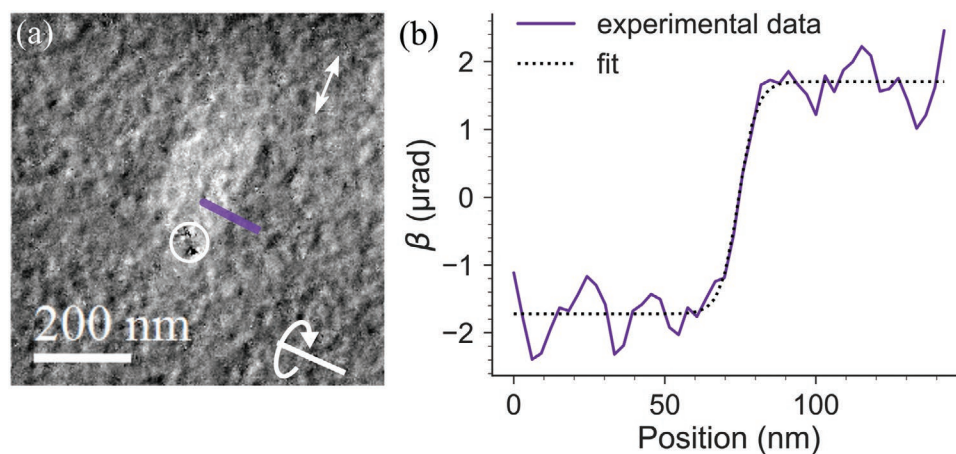 (a)
200 nm
(b)
experimental data
fit
β (μrad)
2
1
0
−1
−2
0
50
100
Position (nm)